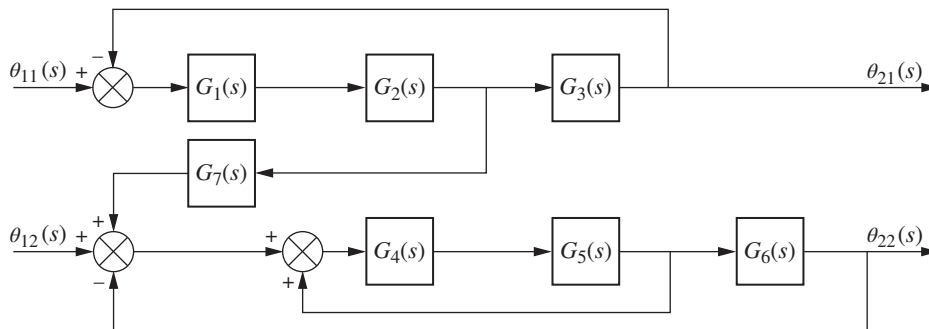 −
θ11(s) + G1(s) G2(s) G3(s) θ21(s)
G7(s)
+
θ12(s) + + G4(s) G5(s) G6(s) θ22(s)
− +